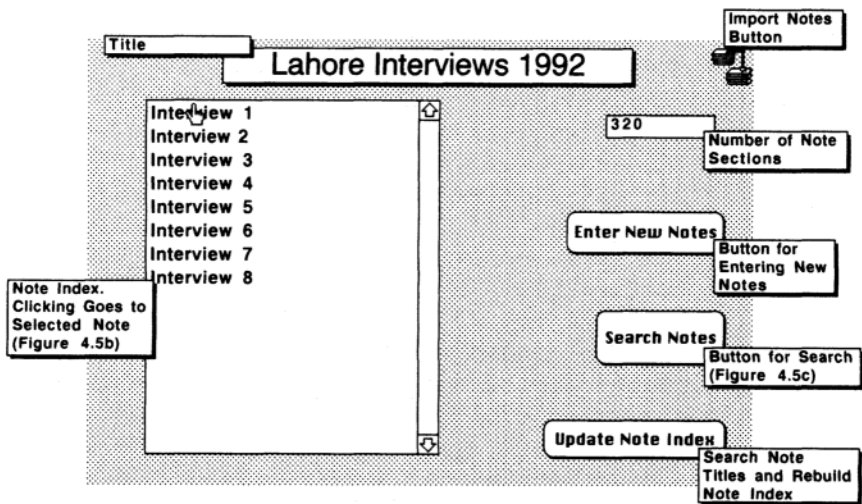 Import Notes
Button
Title
Lahore Interviews 1992
Interview 1
Interview 2
Interview 3
Interview 4
Interview 5
Interview 6
Interview 7
Interview 8
320
Number of Note
Sections
Enter New Notes
Button for
Entering New
Notes
Note Index.
Clicking Goes to
Selected Note
(Figure 4.5b)
Search Notes
Button for Search
(Figure 4.5c)
Update Note Index
Search Note
Titles and Rebuild
Note Index